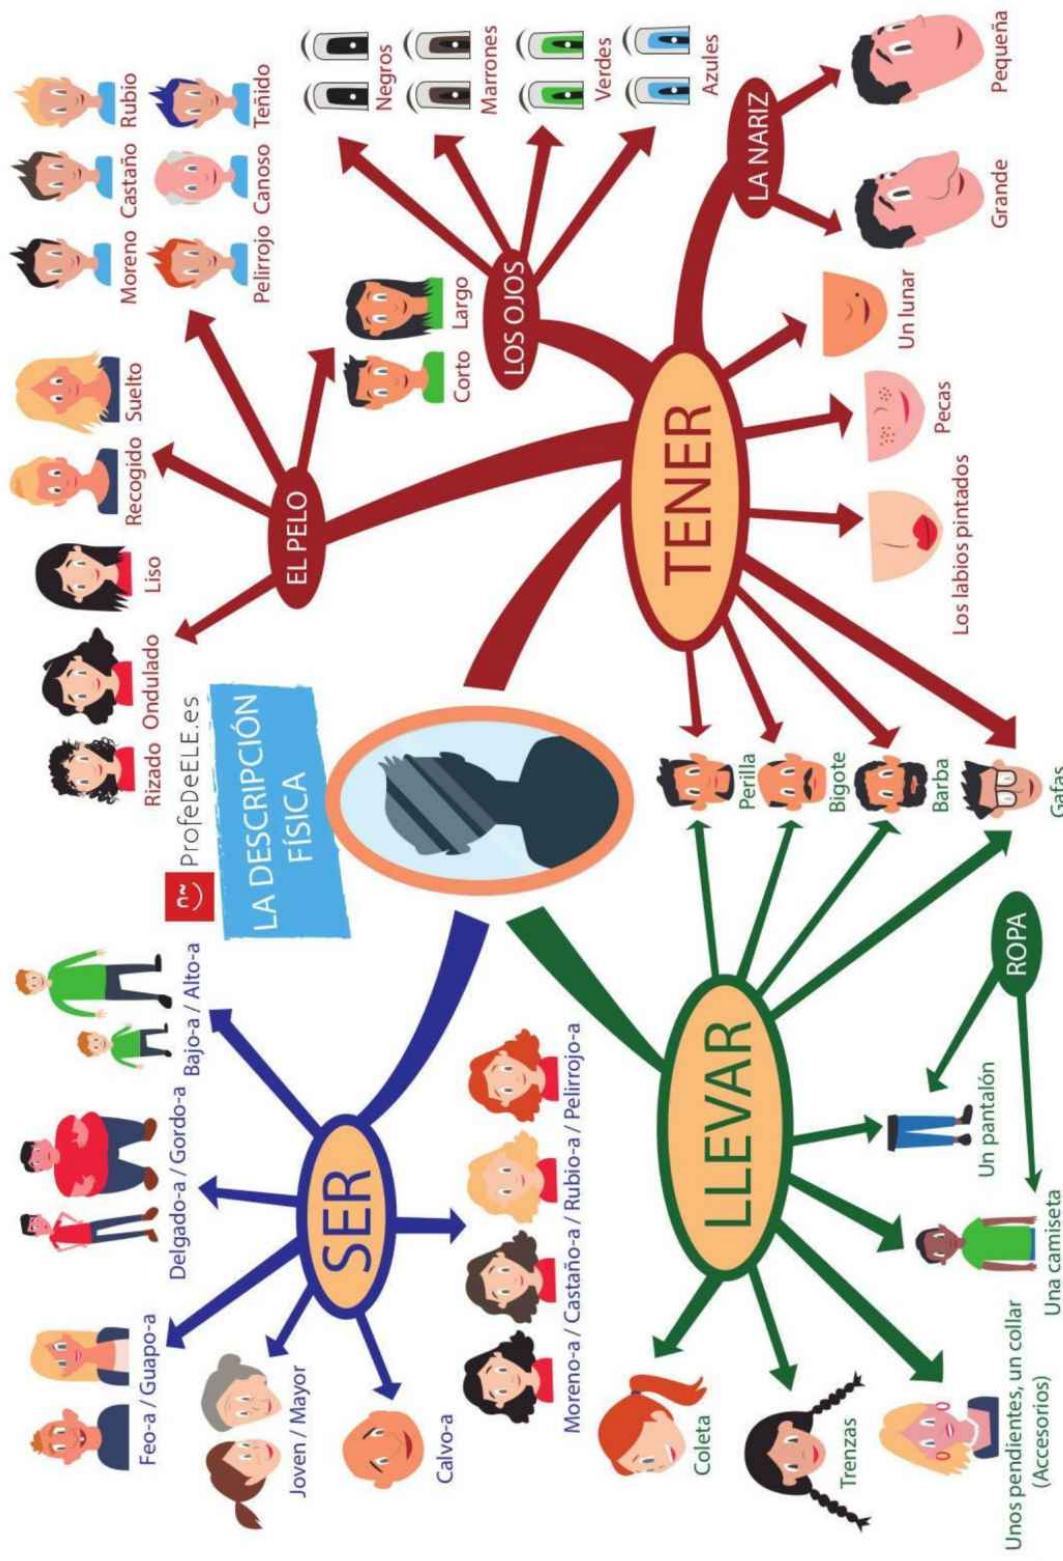 ProfeDeELE.es
LA DESCRIPCIÓN
FÍSICA
SER
Feo-a / Guapo-a
Delgado-a / Gordo-a
Bajo-a / Alto-a
Joven / Mayor
Calvo-a
Moreno-a / Castaño-a / Rubio-a / Pelirrojo-a
TENER
EL PELO
Rizado Ondulado
Liso
Recogido Suelto
Moreno Castaño Rubio
Pelirrojo Canoso Teñido
Corto Largo
LOS OJOS
Negros
Marrones
Verdes
Azules
LA NARIZ
Grande
Pequeña
Un lunar
Pecas
Los labios pintados
Perilla
Bigote
Barba
Gafas
LLEVAR
Coleta
Trenzas
Unos pendientes, un collar
(Accesorios)
Una camiseta
Un pantalón
ROPA